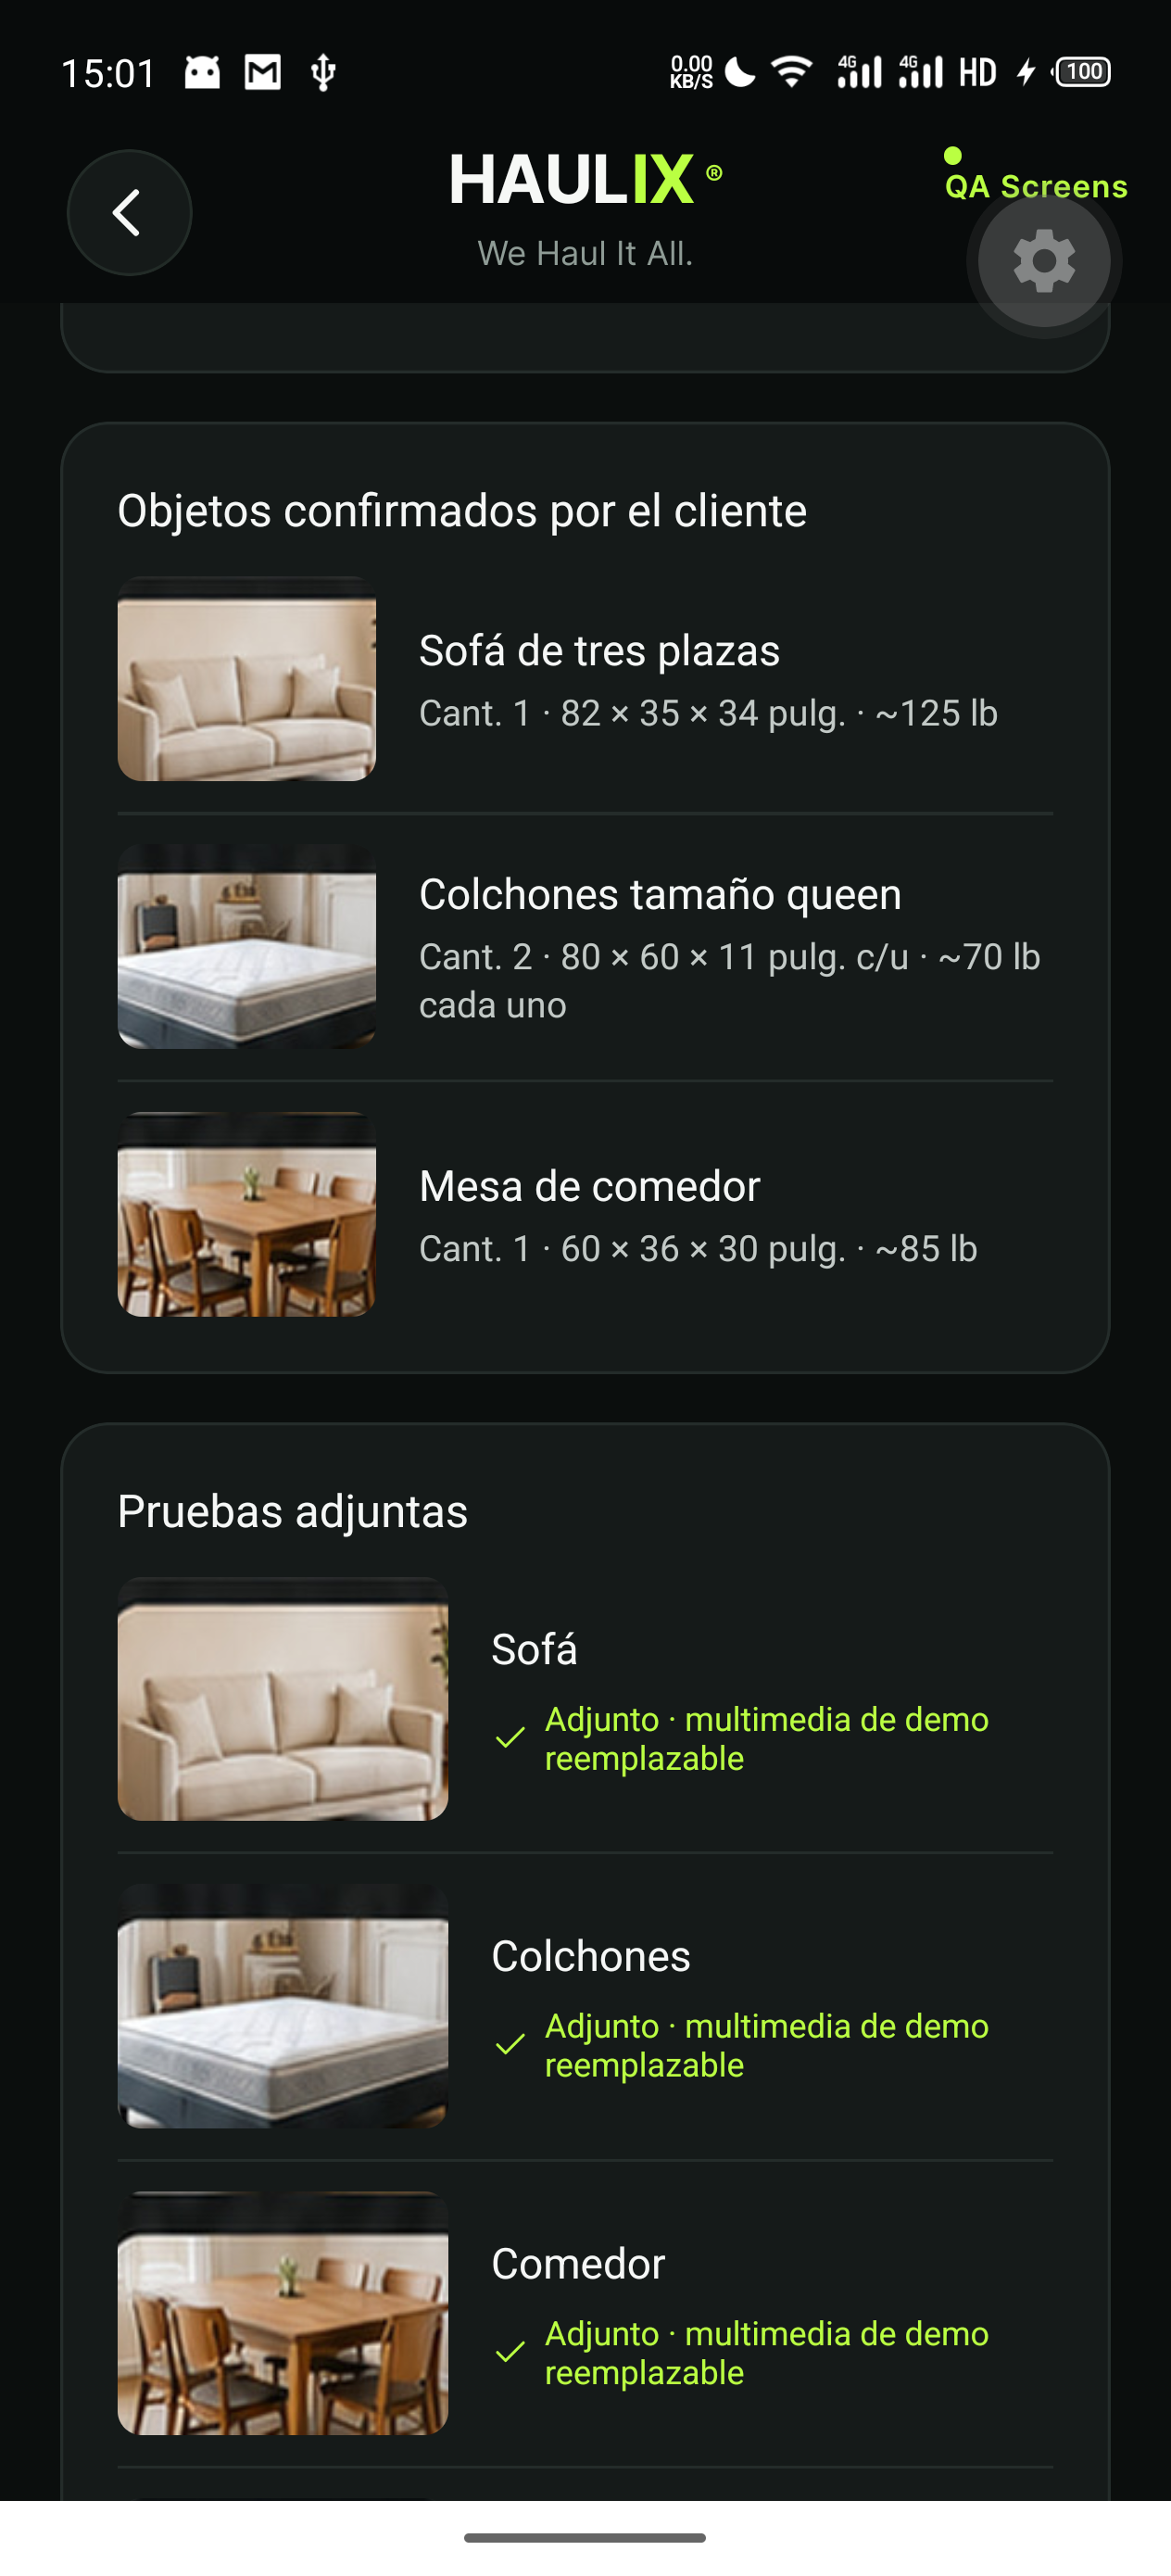 15:01
0.00
KB/S
4G
4G
HD
100
HAULIX®
We Haul It All.
QA Screens
Objetos confirmados por el cliente
Sofá de tres plazas
Cant. 1 · 82 × 35 × 34 pulg. · ~125 lb
Colchones tamaño queen
Cant. 2 · 80 × 60 × 11 pulg. c/u · ~70 lb
cada uno
Mesa de comedor
Cant. 1 · 60 × 36 × 30 pulg. · ~85 lb
Pruebas adjuntas
Sofá
Adjunto · multimedia de demo
reemplazable
Colchones
Adjunto · multimedia de demo
reemplazable
Comedor
Adjunto · multimedia de demo
reemplazable